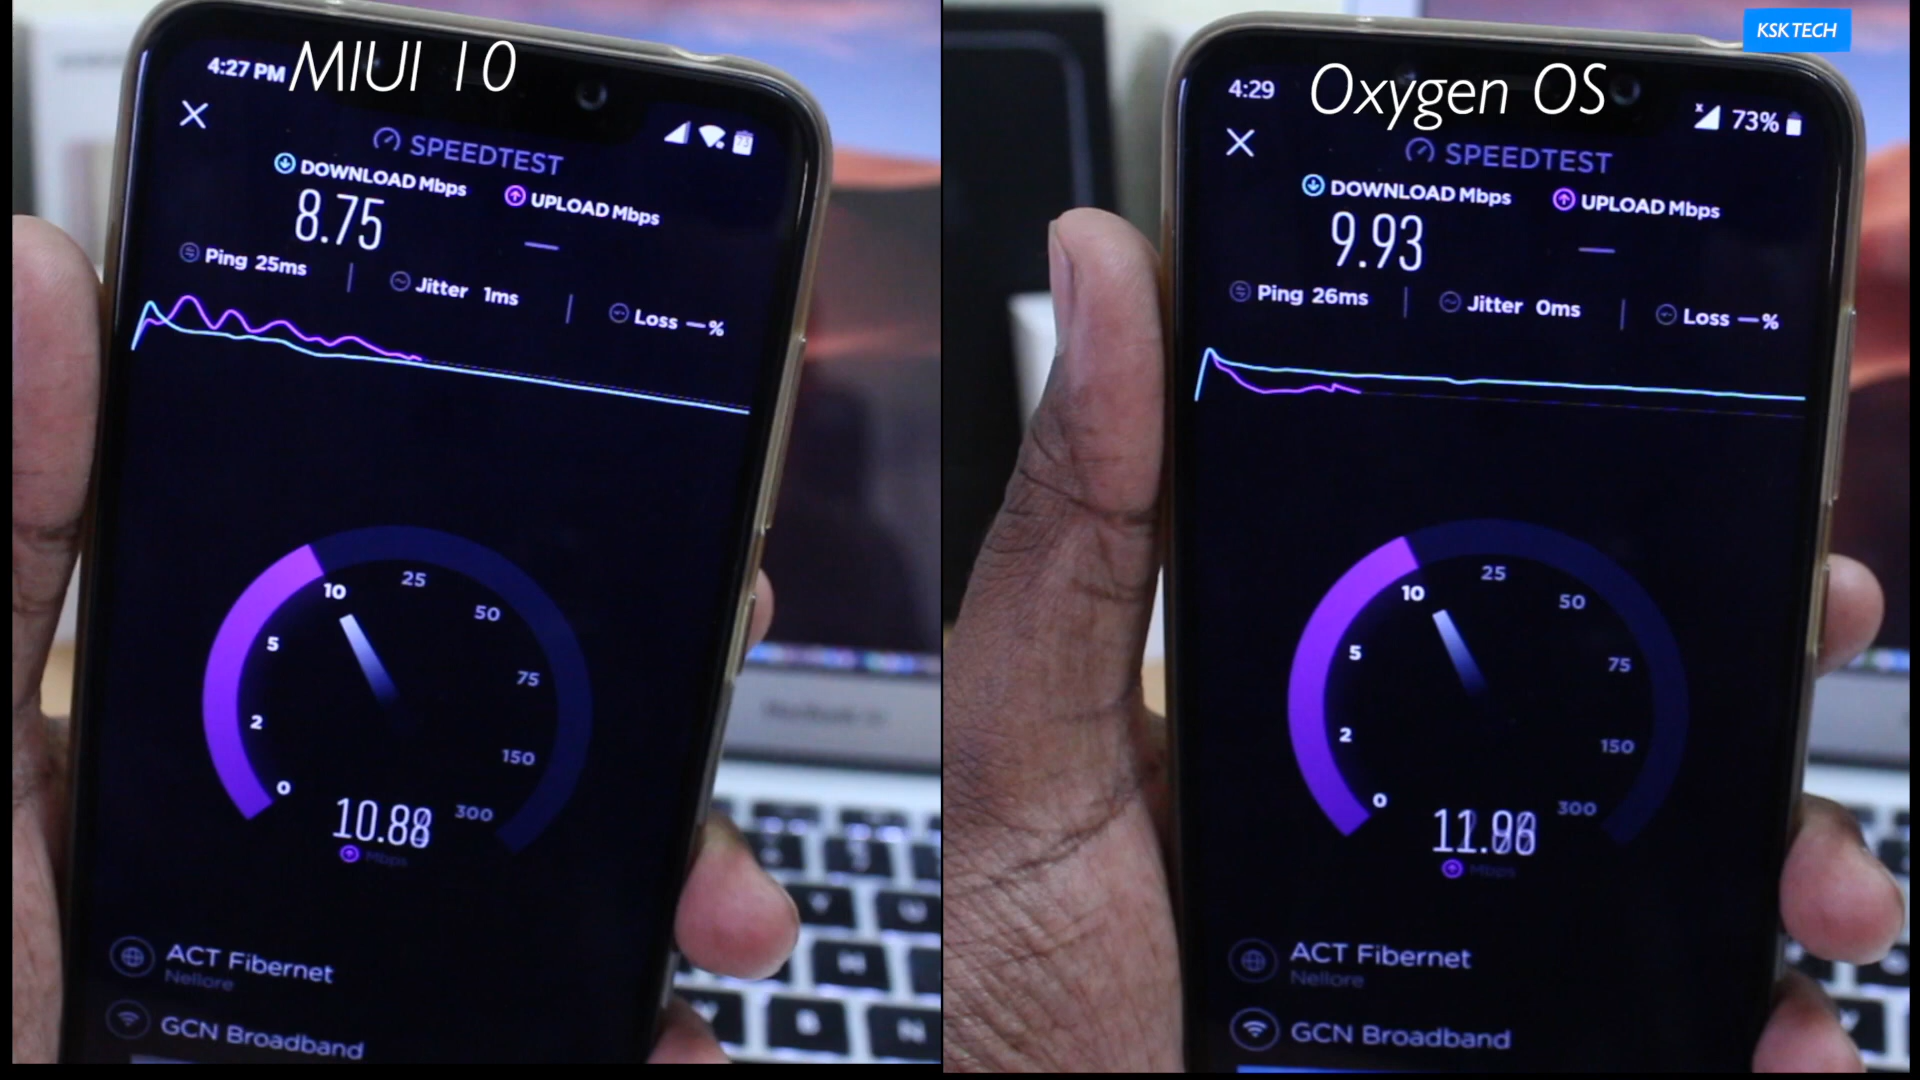 MIUI 10
4:27 PM
SPEEDTEST
DOWNLOAD Mbps
UPLOAD Mbps
8.75
—
Ping 25ms
Jitter 1ms
Loss —%
0
2
5
10
25
50
75
150
300
Mbps
ACT Fibernet
Nellore
GCN Broadband
KSK TECH
Oxygen OS
4:29
73%
SPEEDTEST
DOWNLOAD Mbps
UPLOAD Mbps
9.93
—
Ping 26ms
Jitter 0ms
Loss —%
0
2
5
10
25
50
75
150
300
Mbps
ACT Fibernet
Nellore
GCN Broadband